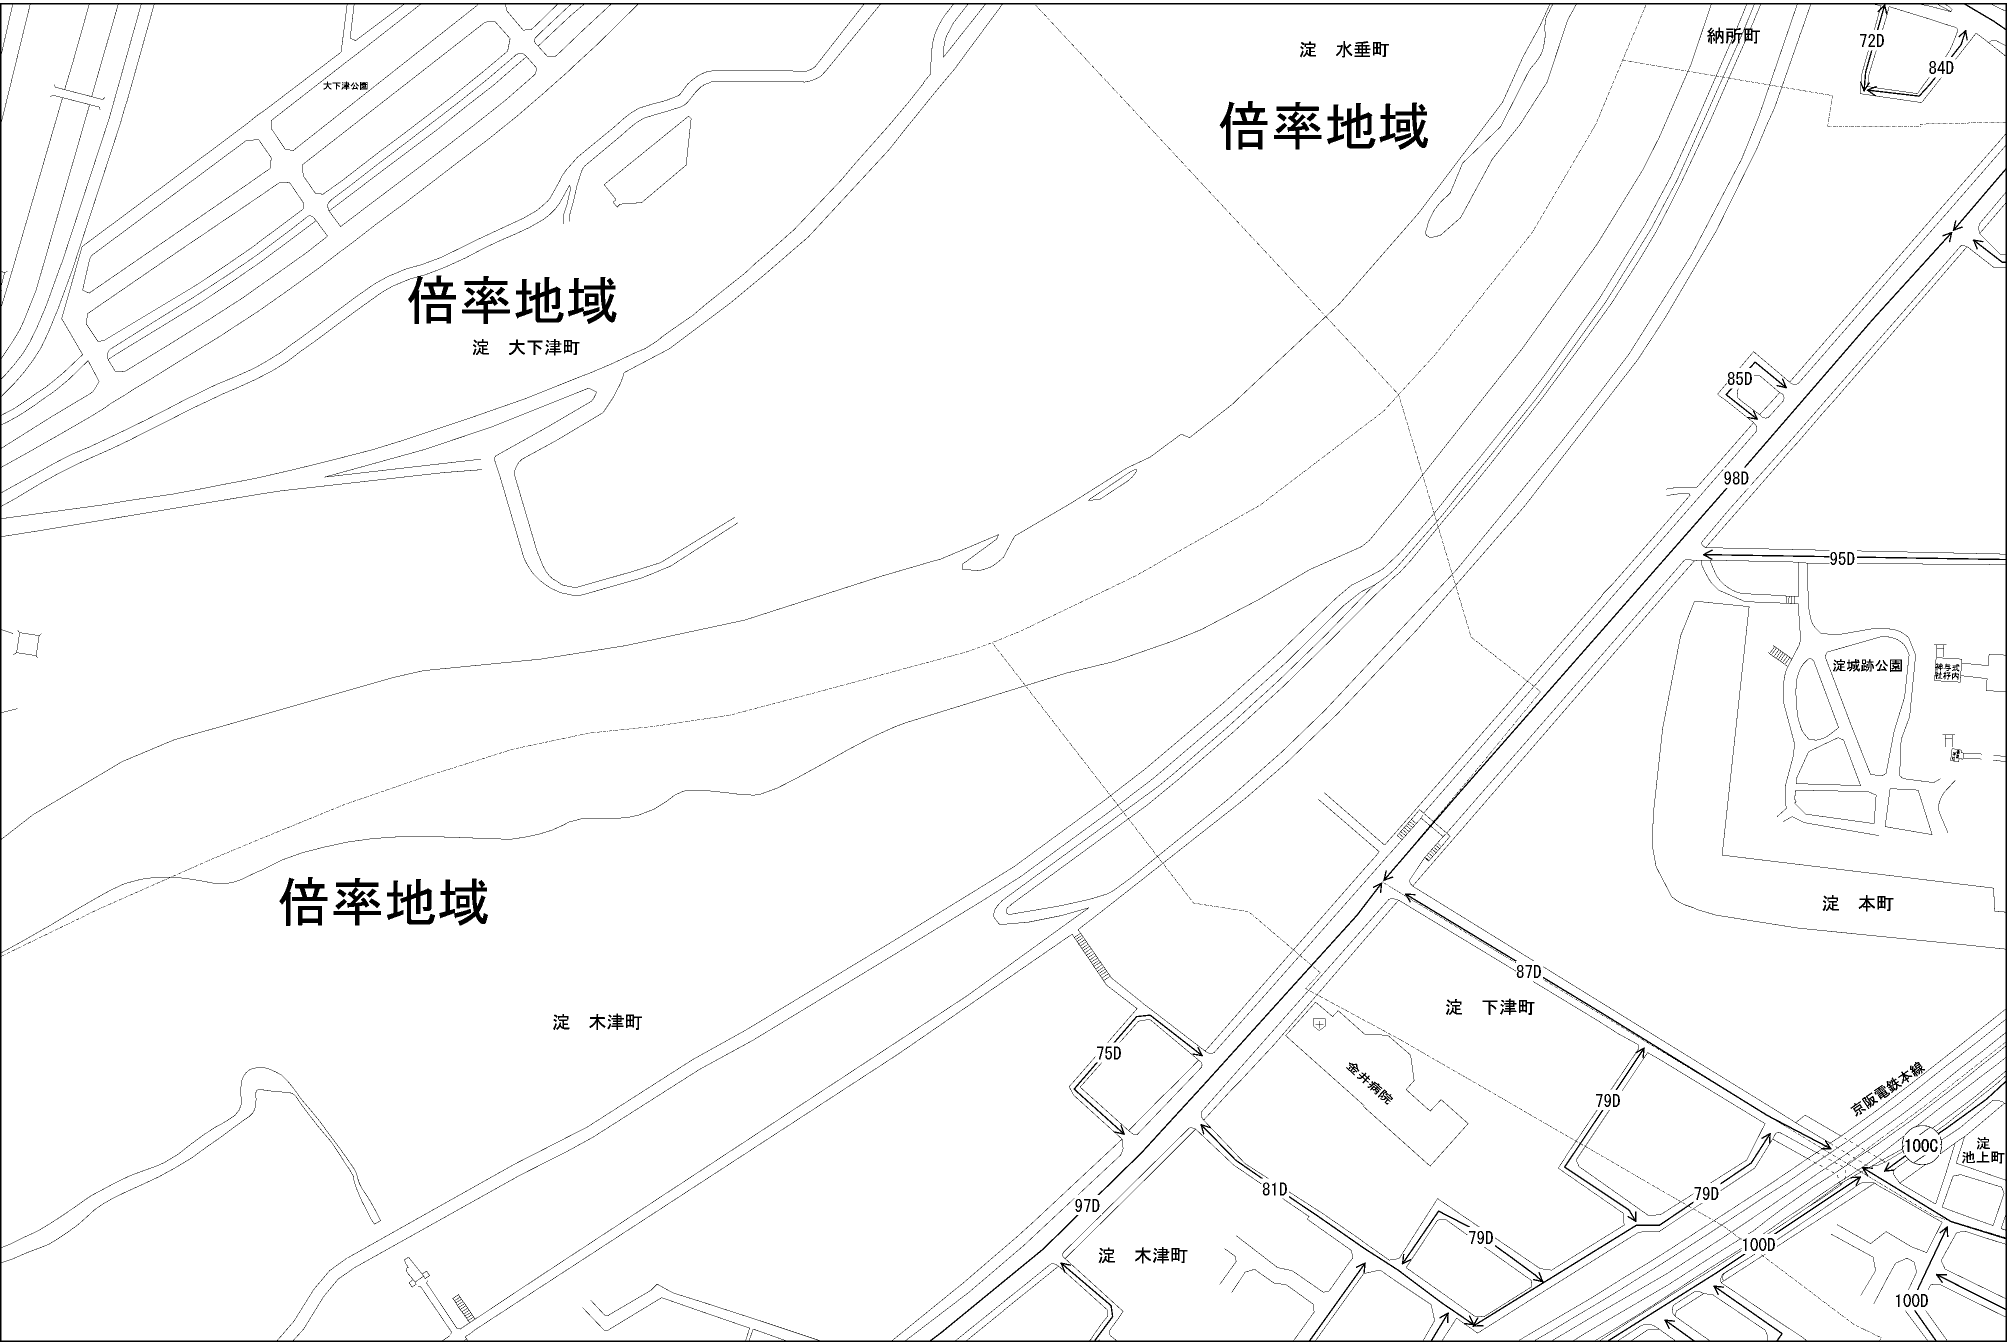 納所町
淀　水垂町
72D
84D
大下津公園
倍率地域
倍率地域
淀　大下津町
85D
98D
95D
淀城跡公園
淀　本町
倍率地域
87D
淀　下津町
淀　木津町
75D
金井病院
79D
京阪電鉄本線
100C
淀
池上町
81D
79D
97D
79D
100D
淀　木津町
100D